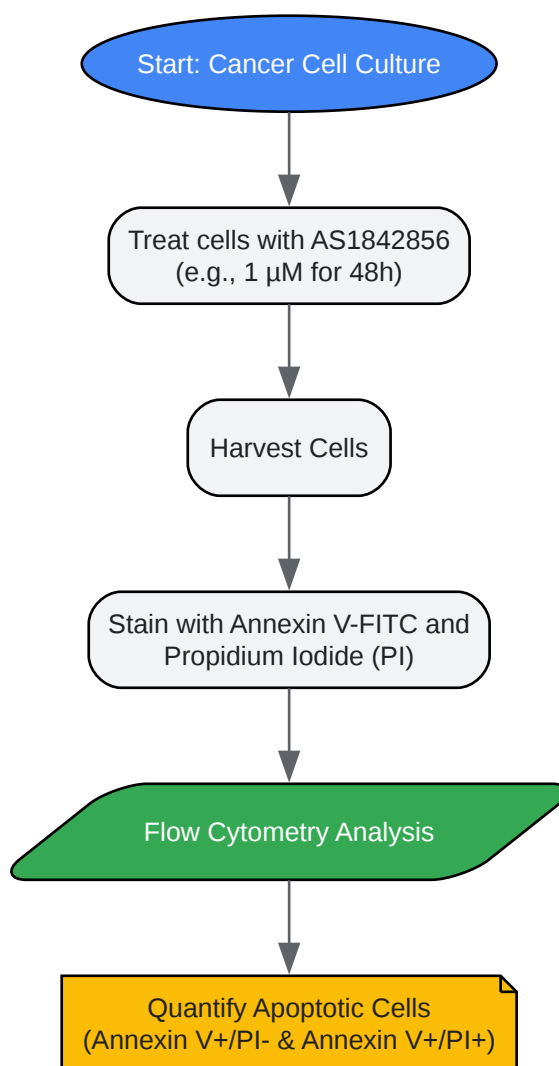 Start: Cancer Cell Culture
Treat cells with AS1842856
(e.g., 1 µM for 48h)
Harvest Cells
Stain with Annexin V-FITC and
Propidium Iodide (PI)
Flow Cytometry Analysis
Quantify Apoptotic Cells
(Annexin V+/PI- & Annexin V+/PI+)